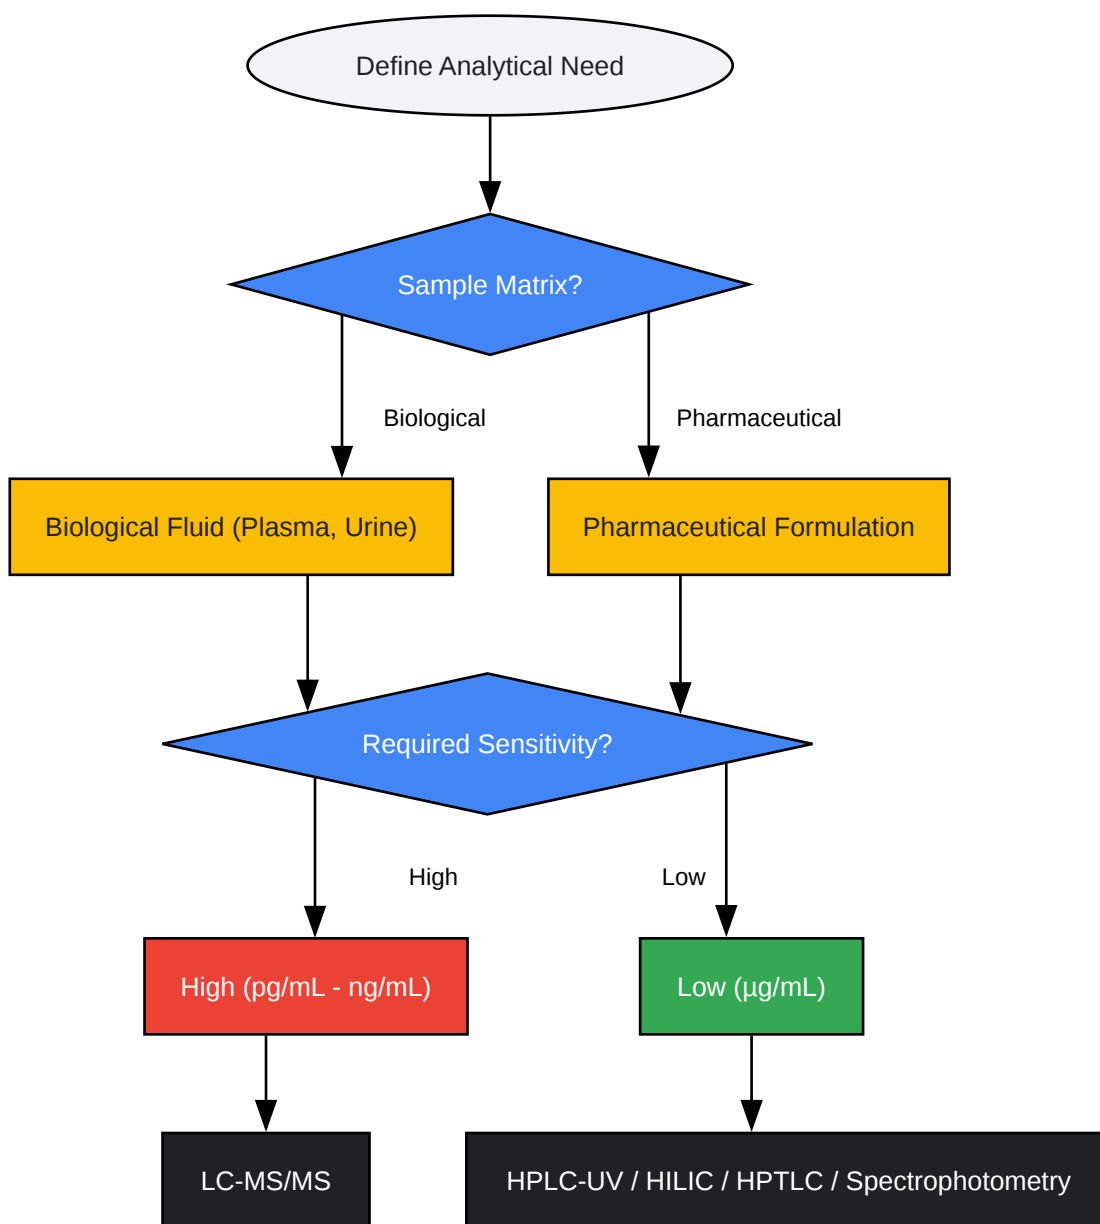 Define Analytical Need
Sample Matrix?
Biological
Pharmaceutical
Biological Fluid (Plasma, Urine)
Pharmaceutical Formulation
Required Sensitivity?
High
Low
High (pg/mL - ng/mL)
Low (µg/mL)
LC-MS/MS
HPLC-UV / HILIC / HPTLC / Spectrophotometry